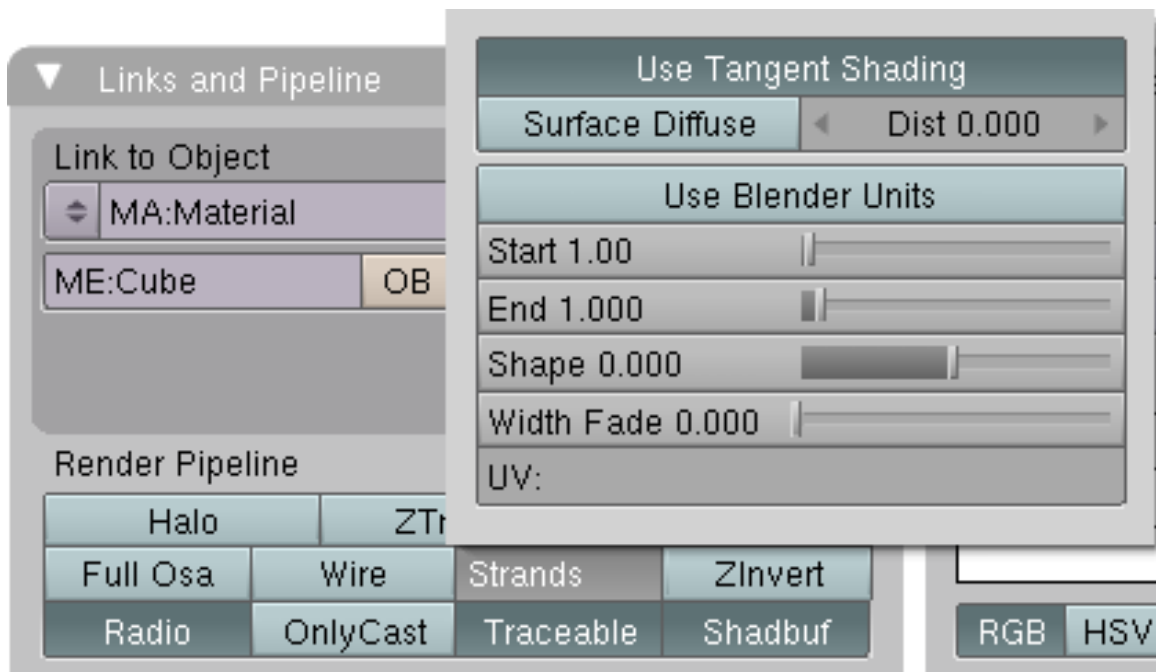 Links and Pipeline
Link to Object
MA:Material
ME:Cube OB
Render Pipeline
Halo
Full Osa Wire Strands ZInvert
Radio OnlyCast Traceable Shadbuf
Use Tangent Shading
Surface Diffuse Dist 0.000
Use Blender Units
Start 1.00
End 1.000
Shape 0.000
Width Fade 0.000
UV:
RGB HSV